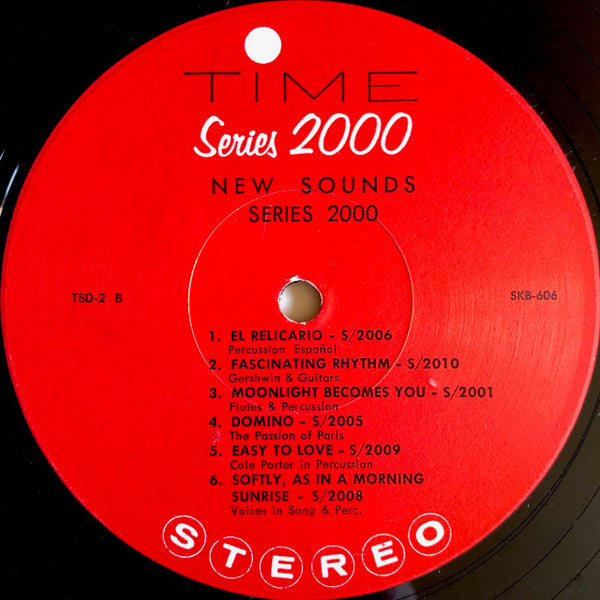 TIME
Series 2000
NEW SOUNDS
SERIES 2000
TSD-2 B
SKB-606
1. EL RELICARIO - S/2006
Percussion Español
2. FASCINATING RHYTHM - S/2010
Gershwin & Guitars
3. MOONLIGHT BECOMES YOU - S/2001
Flutes & Percussion
4. DOMINO - S/2005
The Passion of Paris
5. EASY TO LOVE - S/2009
Cole Porter in Percussion
6. SOFTLY, AS IN A MORNING
SUNRISE - S/2008
Voices in Song & Perc.
STEREO